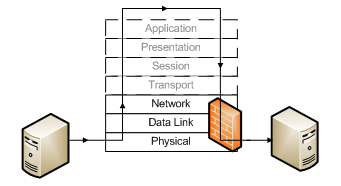 Application
Presentation
Session
Transport
Network
Data Link
Physical